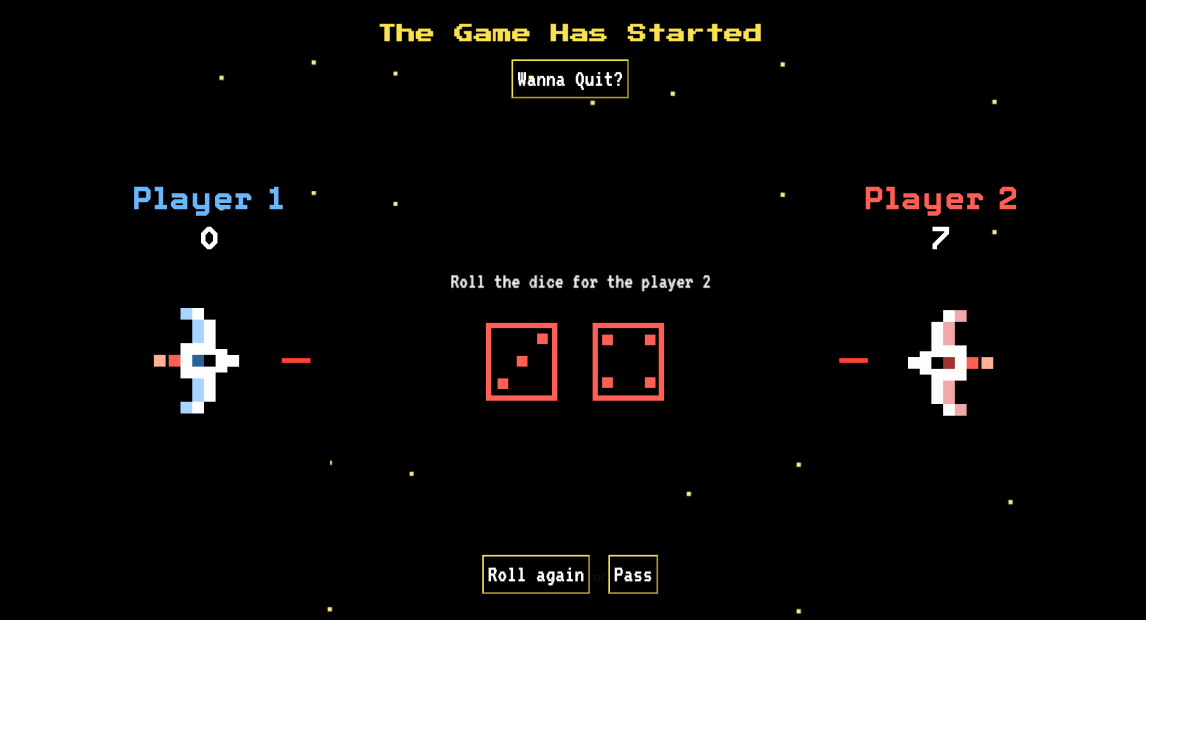 The Game Has Started
Wanna Quit?
Player 1
0
Player 2
7
Roll the dice for the player 2
Roll again
Pass